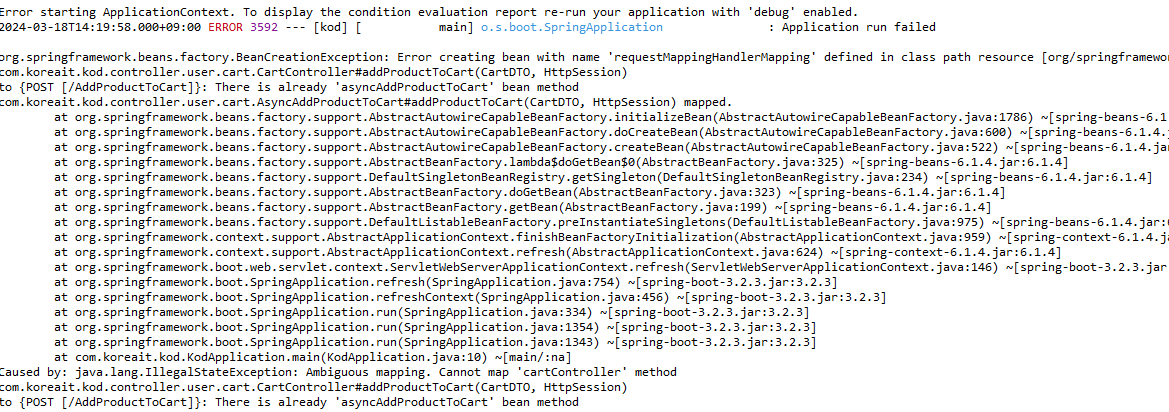 Error starting ApplicationContext. To display the condition evaluation report re-run your application with 'debug' enabled.
2024-03-18T14:19:58.000+09:00 ERROR 3592 --- [kod] [           main] o.s.boot.SpringApplication               : Application run failed
org.springframework.beans.factory.BeanCreationException: Error creating bean with name 'requestMappingHandlerMapping' defined in class path resource [org/springframewor
com.koreait.kod.controller.user.cart.CartController#addProductToCart(CartDTO, HttpSession)
to {POST [/AddProductToCart]}: There is already 'asyncAddProductToCart' bean method
com.koreait.kod.controller.user.cart.AsyncAddProductToCart#addProductToCart(CartDTO, HttpSession) mapped.
at org.springframework.beans.factory.support.AbstractAutowireCapableBeanFactory.initializeBean(AbstractAutowireCapableBeanFactory.java:1786) ~[spring-beans-6.1
at org.springframework.beans.factory.support.AbstractAutowireCapableBeanFactory.doCreateBean(AbstractAutowireCapableBeanFactory.java:600) ~[spring-beans-6.1.4.j
at org.springframework.beans.factory.support.AbstractAutowireCapableBeanFactory.createBean(AbstractAutowireCapableBeanFactory.java:522) ~[spring-beans-6.1.4.jar
at org.springframework.beans.factory.support.AbstractBeanFactory.lambda$doGetBean$0(AbstractBeanFactory.java:325) ~[spring-beans-6.1.4.jar:6.1.4]
at org.springframework.beans.factory.support.DefaultSingletonBeanRegistry.getSingleton(DefaultSingletonBeanRegistry.java:234) ~[spring-beans-6.1.4.jar:6.1.4]
at org.springframework.beans.factory.support.AbstractBeanFactory.doGetBean(AbstractBeanFactory.java:323) ~[spring-beans-6.1.4.jar:6.1.4]
at org.springframework.beans.factory.support.AbstractBeanFactory.getBean(AbstractBeanFactory.java:199) ~[spring-beans-6.1.4.jar:6.1.4]
at org.springframework.beans.factory.support.DefaultListableBeanFactory.preInstantiateSingletons(DefaultListableBeanFactory.java:975) ~[spring-beans-6.1.4.jar:6
at org.springframework.context.support.AbstractApplicationContext.finishBeanFactoryInitialization(AbstractApplicationContext.java:959) ~[spring-context-6.1.4.ja
at org.springframework.context.support.AbstractApplicationContext.refresh(AbstractApplicationContext.java:624) ~[spring-context-6.1.4.jar:6.1.4]
at org.springframework.boot.web.servlet.context.ServletWebServerApplicationContext.refresh(ServletWebServerApplicationContext.java:146) ~[spring-boot-3.2.3.jar:
at org.springframework.boot.SpringApplication.refresh(SpringApplication.java:754) ~[spring-boot-3.2.3.jar:3.2.3]
at org.springframework.boot.SpringApplication.refreshContext(SpringApplication.java:456) ~[spring-boot-3.2.3.jar:3.2.3]
at org.springframework.boot.SpringApplication.run(SpringApplication.java:334) ~[spring-boot-3.2.3.jar:3.2.3]
at org.springframework.boot.SpringApplication.run(SpringApplication.java:1354) ~[spring-boot-3.2.3.jar:3.2.3]
at org.springframework.boot.SpringApplication.run(SpringApplication.java:1343) ~[spring-boot-3.2.3.jar:3.2.3]
at com.koreait.kod.KodApplication.main(KodApplication.java:10) ~[main/:na]
Caused by: java.lang.IllegalStateException: Ambiguous mapping. Cannot map 'cartController' method
com.koreait.kod.controller.user.cart.CartController#addProductToCart(CartDTO, HttpSession)
to {POST [/AddProductToCart]}: There is already 'asyncAddProductToCart' bean method